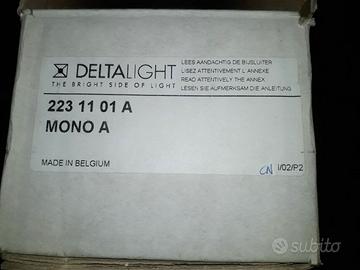 DELTALIGHT
THE BRIGHT SIDE OF LIGHT
LEES AANDACHTIG DE BIJSLUITER
LISEZ ATTENTIVEMENT L'ANNEXE
READ ATTENTIVELY THE ANNEX
LESEN SIE AUFMERKSAM DIE ANLEITUNG
223 11 01 A
MONO A
MADE IN BELGIUM
CN I/02/P2
subito